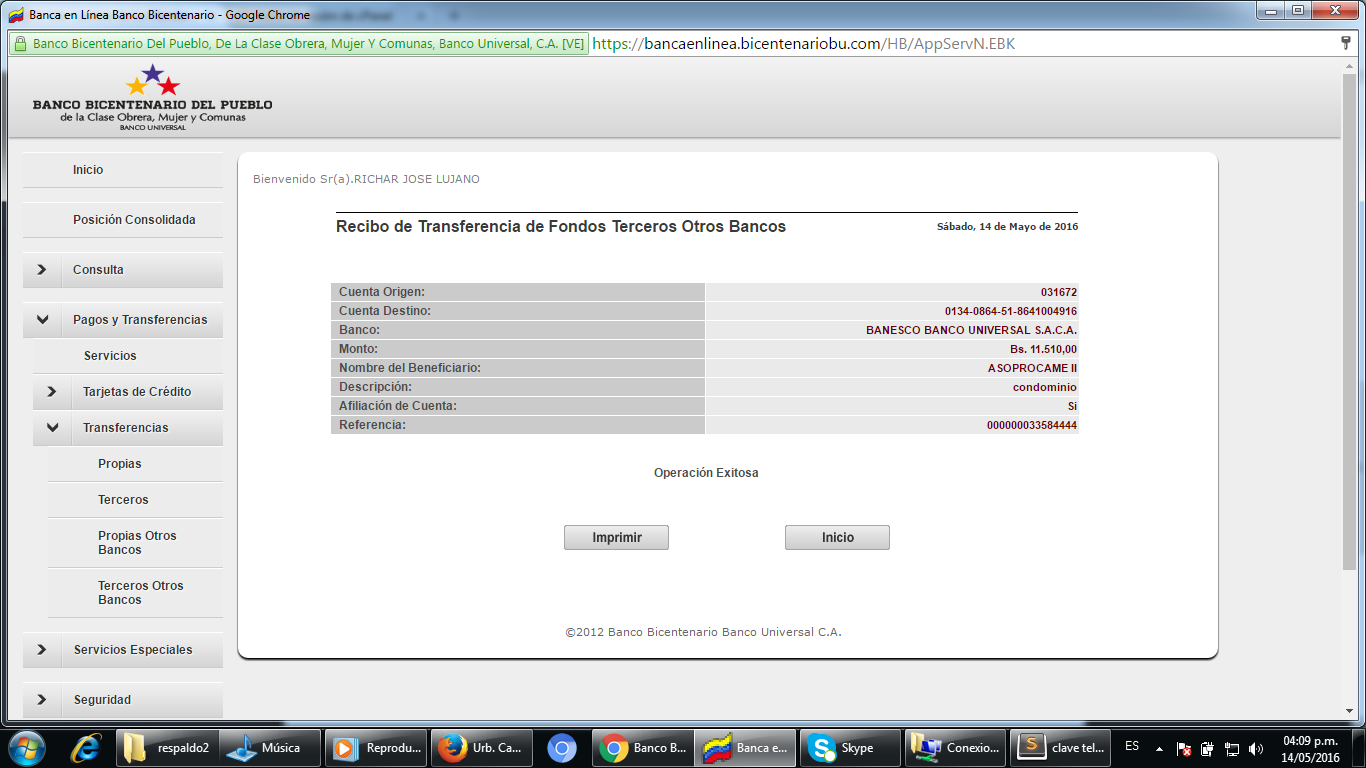 Banca en Línea Banco Bicentenario - Google Chrome
Banco Bicentenario Del Pueblo, De La Clase Obrera, Mujer Y Comunas, Banco Universal, C.A. [VE] https://bancaenlinea.bicentenariobu.com/HB/AppServN.EBK
BANCO BICENTENARIO DEL PUEBLO
de la Clase Obrera, Mujer y Comunas
BANCO UNIVERSAL
Inicio
Posición Consolidada
Consulta
Pagos y Transferencias
Servicios
Tarjetas de Crédito
Transferencias
Propias
Terceros
Propias Otros
Bancos
Terceros Otros
Bancos
Servicios Especiales
Seguridad
Bienvenido Sr(a).RICHAR JOSE LUJANO
Recibo de Transferencia de Fondos Terceros Otros Bancos Sábado, 14 de Mayo de 2016
Cuenta Origen: 031672
Cuenta Destino: 0134-0864-51-8641004916
Banco: BANESCO BANCO UNIVERSAL S.A.C.A.
Monto: Bs. 11.510,00
Nombre del Beneficiario: ASOPROCAME II
Descripción: condominio
Afiliación de Cuenta: Si
Referencia: 000000033584444
Operación Exitosa
Imprimir Inicio
©2012 Banco Bicentenario Banco Universal C.A.
respaldo2 Música Reprodu... Urb. Ca... Banco B... Banca e... Skype Conexio... clave tel... ES 04:09 p.m.
14/05/2016